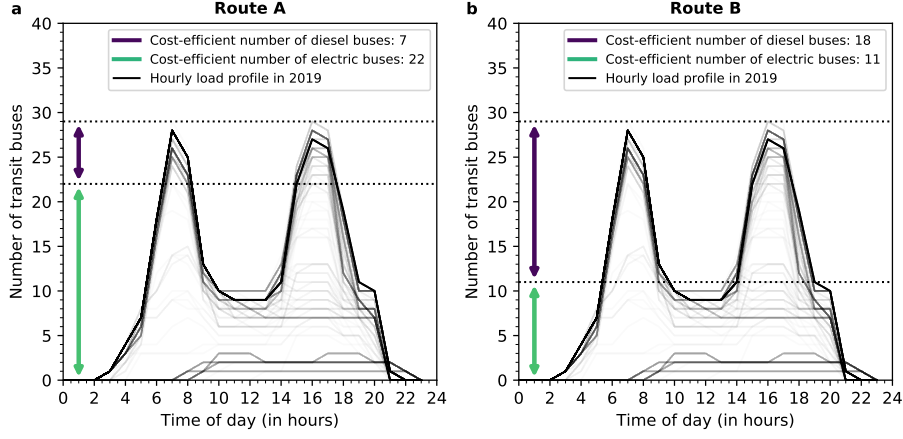 a
Route A
Number of transit buses
40
35
30
25
20
15
10
5
0
Cost-efficient number of diesel buses: 7
Cost-efficient number of electric buses: 22
Hourly load profile in 2019
0 2 4 6 8 10 12 14 16 18 20 22 24
Time of day (in hours)
b
Route B
Number of transit buses
40
35
30
25
20
15
10
5
0
Cost-efficient number of diesel buses: 18
Cost-efficient number of electric buses: 11
Hourly load profile in 2019
0 2 4 6 8 10 12 14 16 18 20 22 24
Time of day (in hours)